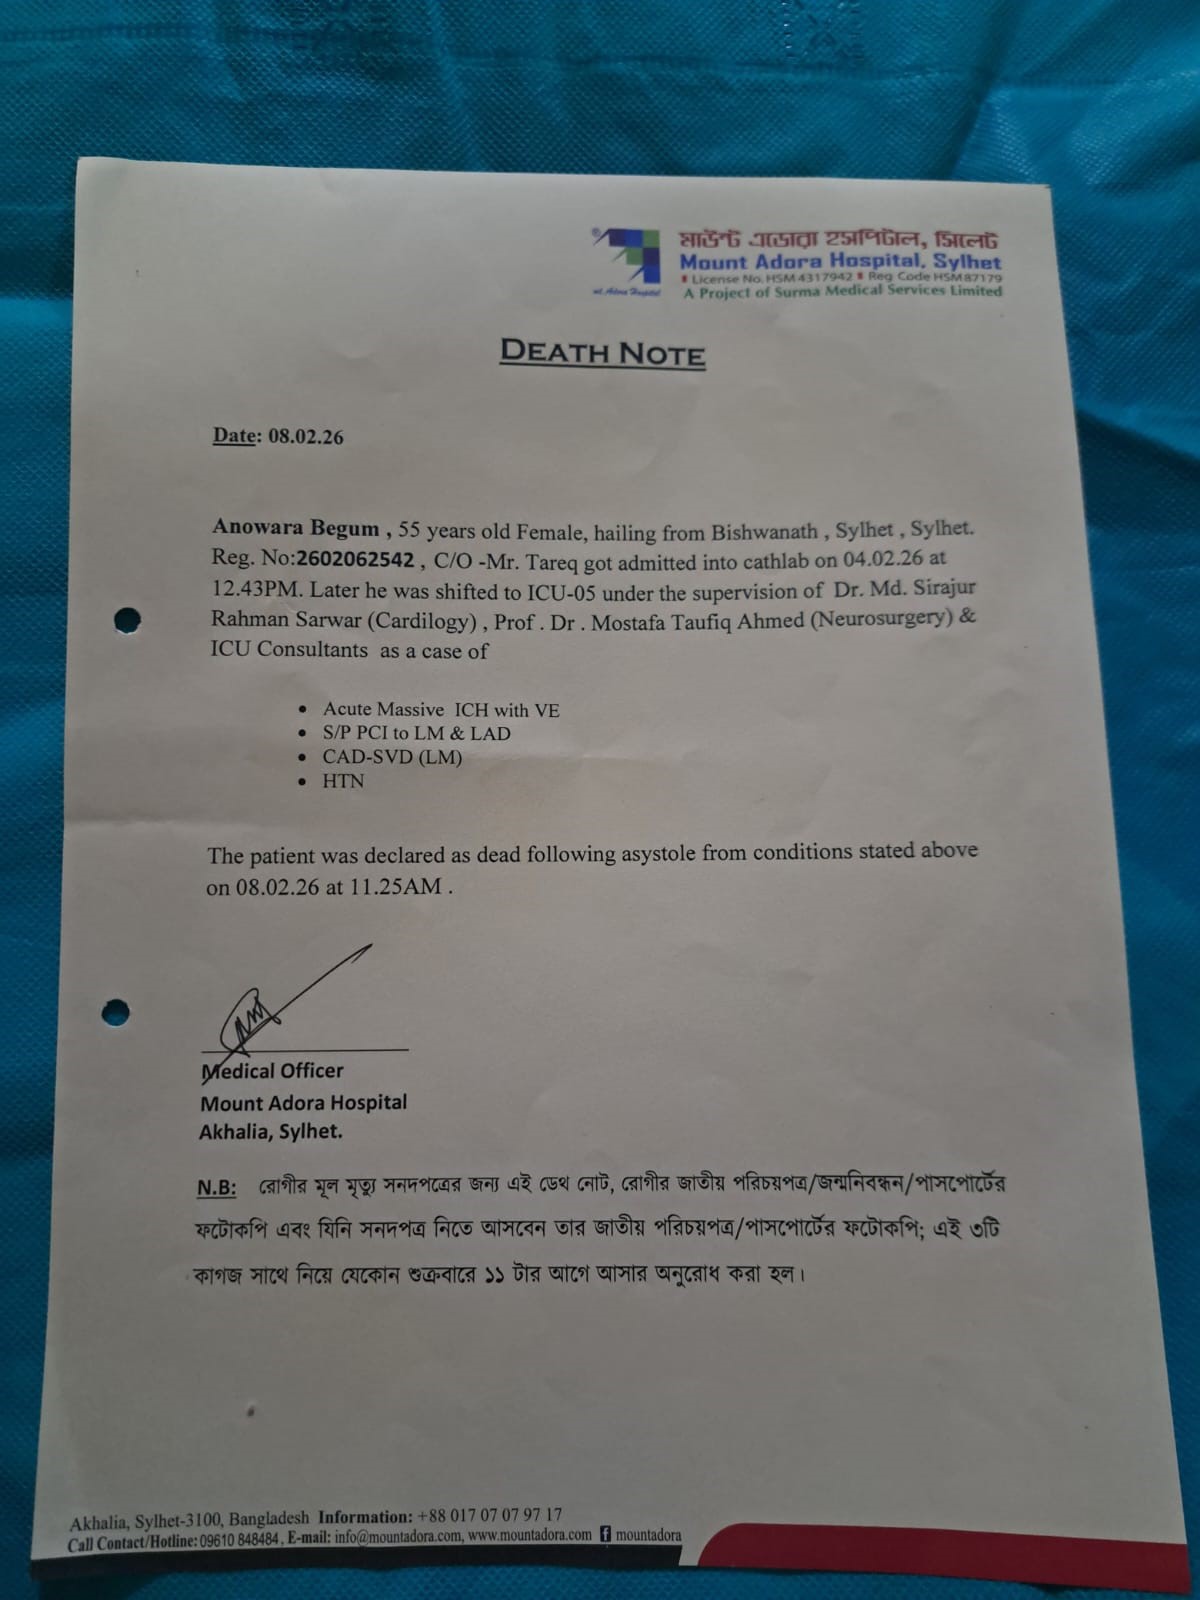 মাউন্ট এডোরা হসপিটাল, সিলেট
Mount Adora Hospital, Sylhet
License No. HSM 4317942 Reg Code HSM87179
A Project of Surma Medical Services Limited
mt. Adora Hospital
DEATH NOTE
Date: 08.02.26
Anowara Begum , 55 years old Female, hailing from Bishwanath , Sylhet , Sylhet.
Reg. No:2602062542 , C/O -Mr. Tareq got admitted into cathlab on 04.02.26 at
12.43PM. Later he was shifted to ICU-05 under the supervision of Dr. Md. Sirajur
Rahman Sarwar (Cardilogy) , Prof . Dr . Mostafa Taufiq Ahmed (Neurosurgery) &
ICU Consultants as a case of
• Acute Massive ICH with VE
• S/P PCI to LM & LAD
• CAD-SVD (LM)
• HTN
The patient was declared as dead following asystole from conditions stated above
on 08.02.26 at 11.25AM .
Medical Officer
Mount Adora Hospital
Akhalia, Sylhet.
N.B: রোগীর মূল মৃত্যু সনদপত্রের জন্য এই ডেথ নোট, রোগীর জাতীয় পরিচয়পত্র/জন্মনিবন্ধন/পাসপোর্টের
ফটোকপি এবং যিনি সনদপত্র নিতে আসবেন তার জাতীয় পরিচয়পত্র/পাসপোর্টের ফটোকপি; এই ৩টি
কাগজ সাথে নিয়ে যেকোন শুক্রবারে ১১ টার আগে আসার অনুরোধ করা হল।
Akhalia, Sylhet-3100, Bangladesh Information: +88 017 07 07 97 17
Call Contact/Hotline: 09610 848484, E-mail: info@mountadora.com, www.mountadora.com f mountadora